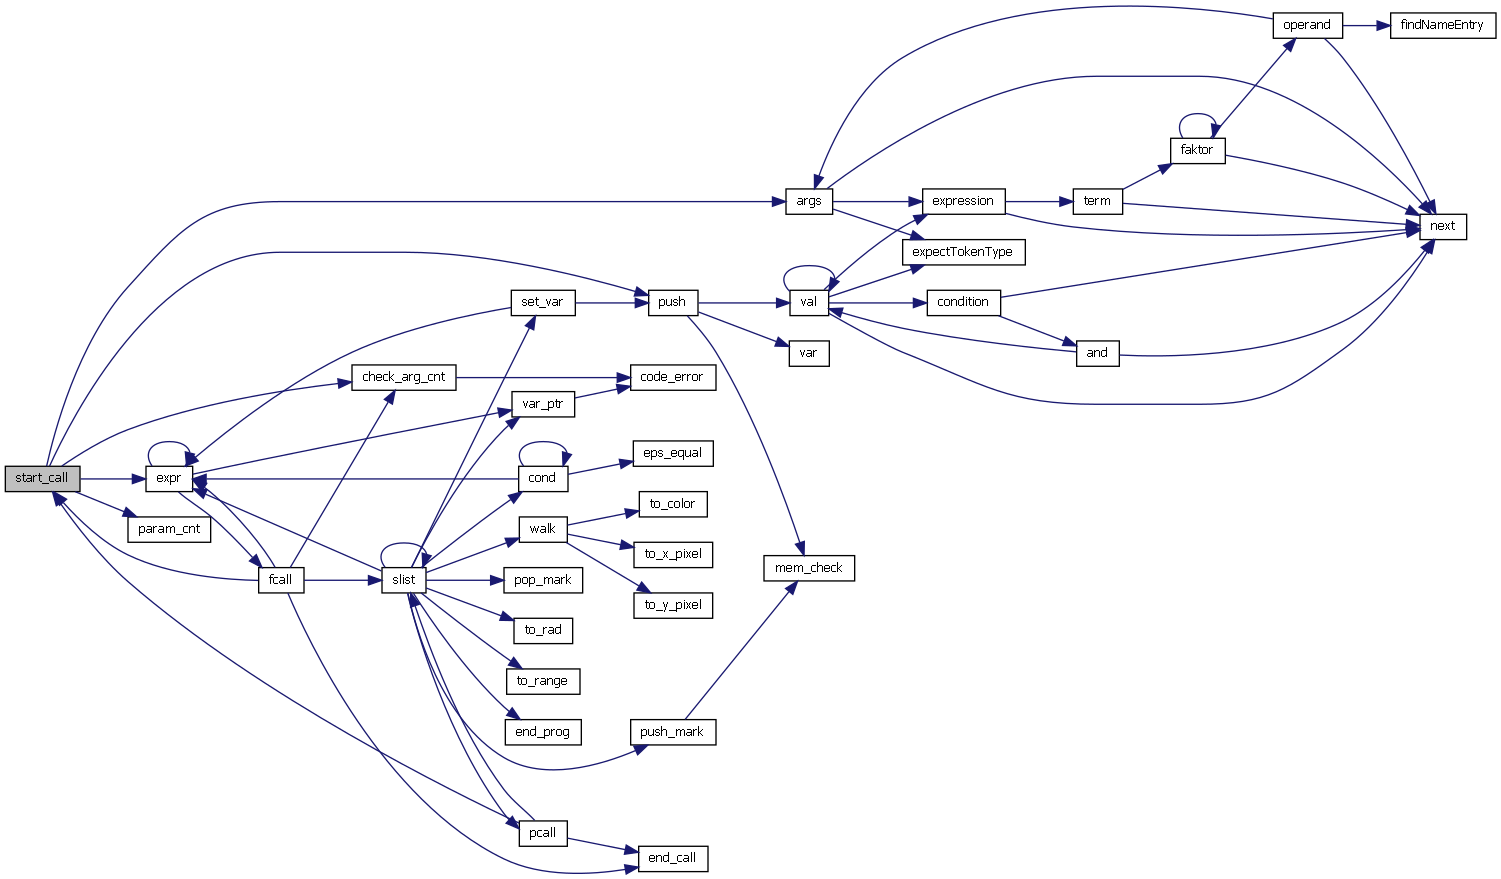 operand
findNameEntry
faktor
args
expression
term
next
expectTokenType
set_var
push
val
condition
var
and
check_arg_cnt
code_error
var_ptr
start_call
expr
cond
eps_equal
to_color
param_cnt
walk
to_x_pixel
mem_check
fcall
slist
pop_mark
to_y_pixel
to_rad
to_range
end_prog
push_mark
pcall
end_call